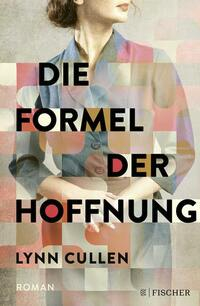 DIE
FORMEL
DER
HOFFNUNG
LYNN CULLEN
ROMAN
FISCHER